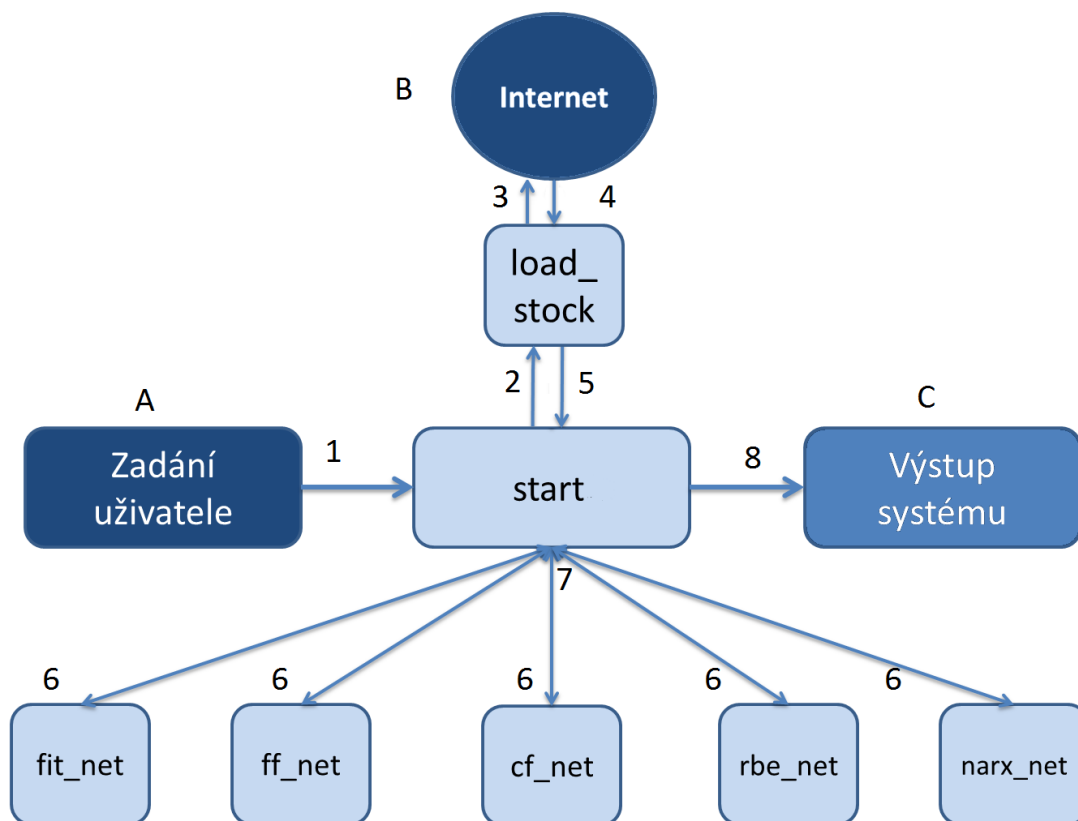 B
Internet
3
4
load_
stock
2
5
A
C
Zadání
uživatele
1
start
8
Výstup
systému
7
6
6
6
6
6
fit_net
ff_net
cf_net
rbe_net
narx_net